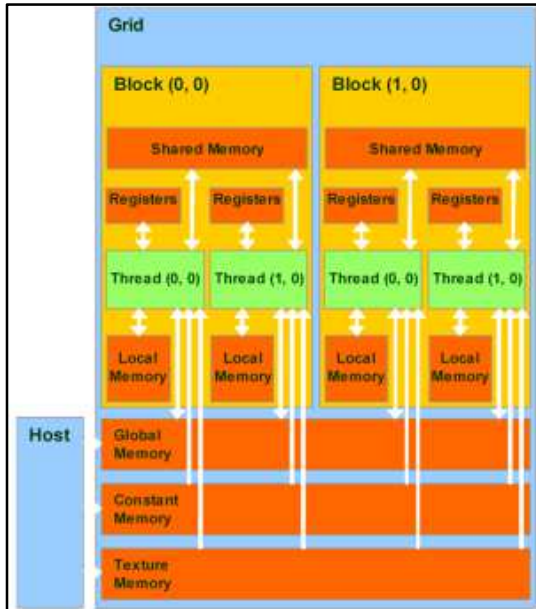 Grid
Block (0, 0)
Block (1, 0)
Shared Memory
Shared Memory
Registers
Registers
Registers
Registers
Thread (0, 0)
Thread (1, 0)
Thread (0, 0)
Thread (1, 0)
Local
Memory
Local
Memory
Local
Memory
Local
Memory
Host
Global
Memory
Constant
Memory
Texture
Memory